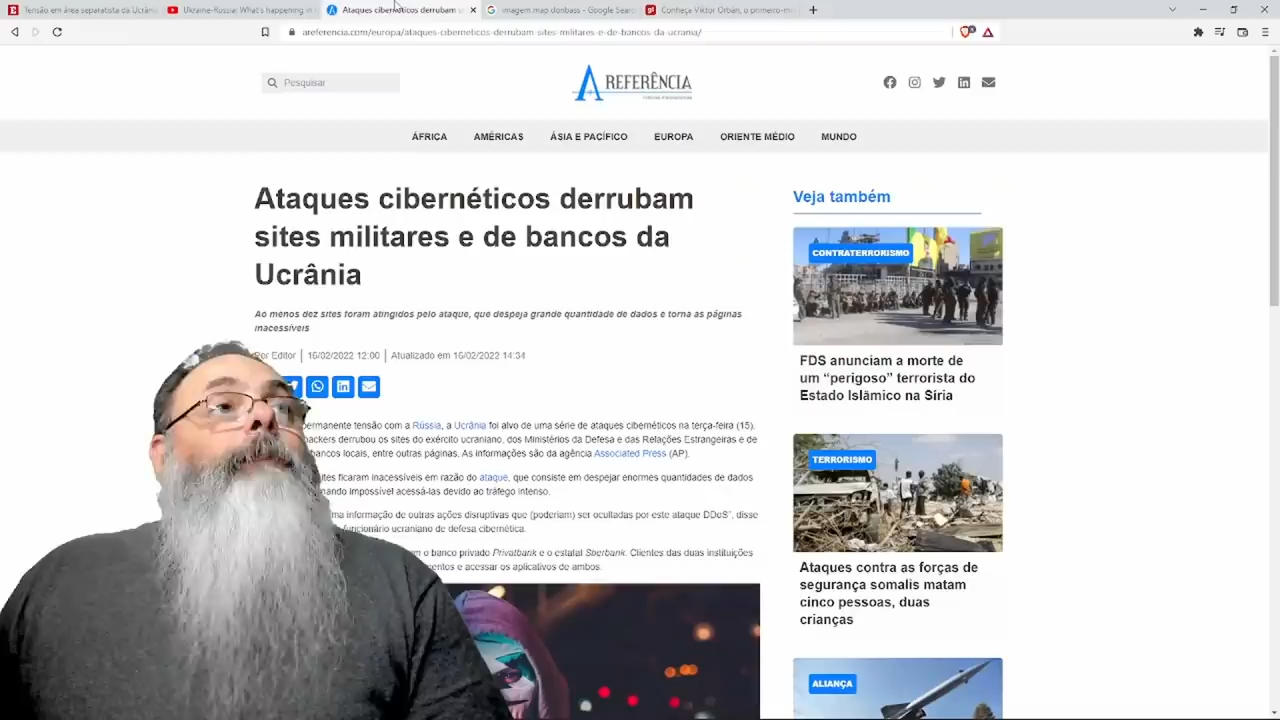 Tensão em área separatista da Ucrân
Ukraine-Russia: What's happening in
Ataques cibernéticos derrubam s
imagem map donbass - Google Sear
Conheça Viktor Orbán, o primeiro-mi
areferencia.com/europa/ataques-ciberneticos-derrubam-sites-militares-e-de-bancos-da-ucrania/
Pesquisar
A REFERÊNCIA
ÁFRICA
AMÉRICAS
ÁSIA E PACÍFICO
EUROPA
ORIENTE MÉDIO
MUNDO
Ataques cibernéticos derrubam
sites militares e de bancos da
Ucrânia
Ao menos dez sites foram atingidos pelo ataque, que despeja grande quantidade de dados e torna as páginas
inacessíveis
Por Editor | 16/02/2022 12:00 | Atualizado em 16/02/2022 14:34
ermanente tensão com a Rússia, a Ucrânia foi alvo de uma série de ataques cibernéticos na terça-feira (15).
ackers derrubou os sites do exército ucraniano, dos Ministérios da Defesa e das Relações Estrangeiras e de
bancos locais, entre outras páginas. As informações são da agência Associated Press (AP).
ites ficaram inacessíveis em razão do ataque, que consiste em despejar enormes quantidades de dados
nando impossível acessá-las devido ao tráfego intenso.
ma informação de outras ações disruptivas que (poderiam) ser ocultadas por este ataque DDoS", disse
funcionário ucraniano de defesa cibernética.
m o banco privado Privatbank e o estatal Sberbank. Clientes das duas instituições
entos e acessar os aplicativos de ambos.
Veja também
CONTRATERRORISMO
FDS anunciam a morte de
um “perigoso” terrorista do
Estado Islâmico na Síria
TERRORISMO
Ataques contra as forças de
segurança somalis matam
cinco pessoas, duas
crianças
ALIANÇA